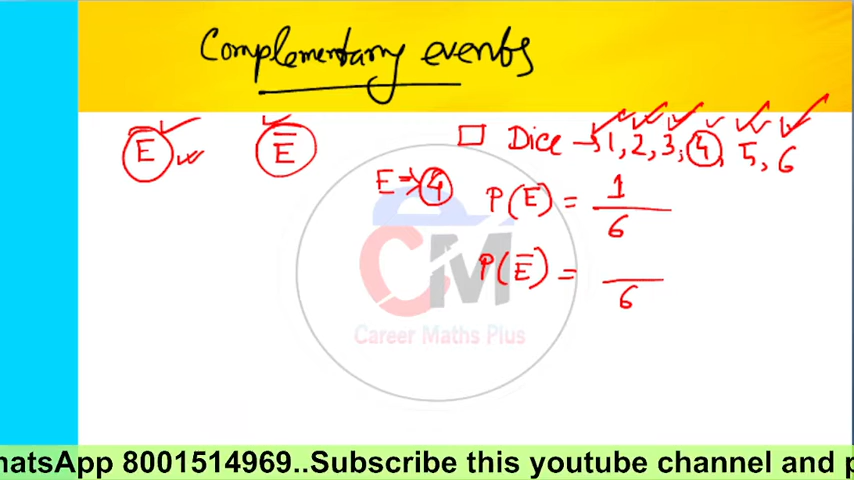 Complementary events
E Ē
□ Dice → 1, 2, 3, 4, 5, 6
E ⇒ 4
P(E) = 1/6
P(Ē) = /6
CM
Career Maths Plus
hatsApp 8001514969..Subscribe this youtube channel and p